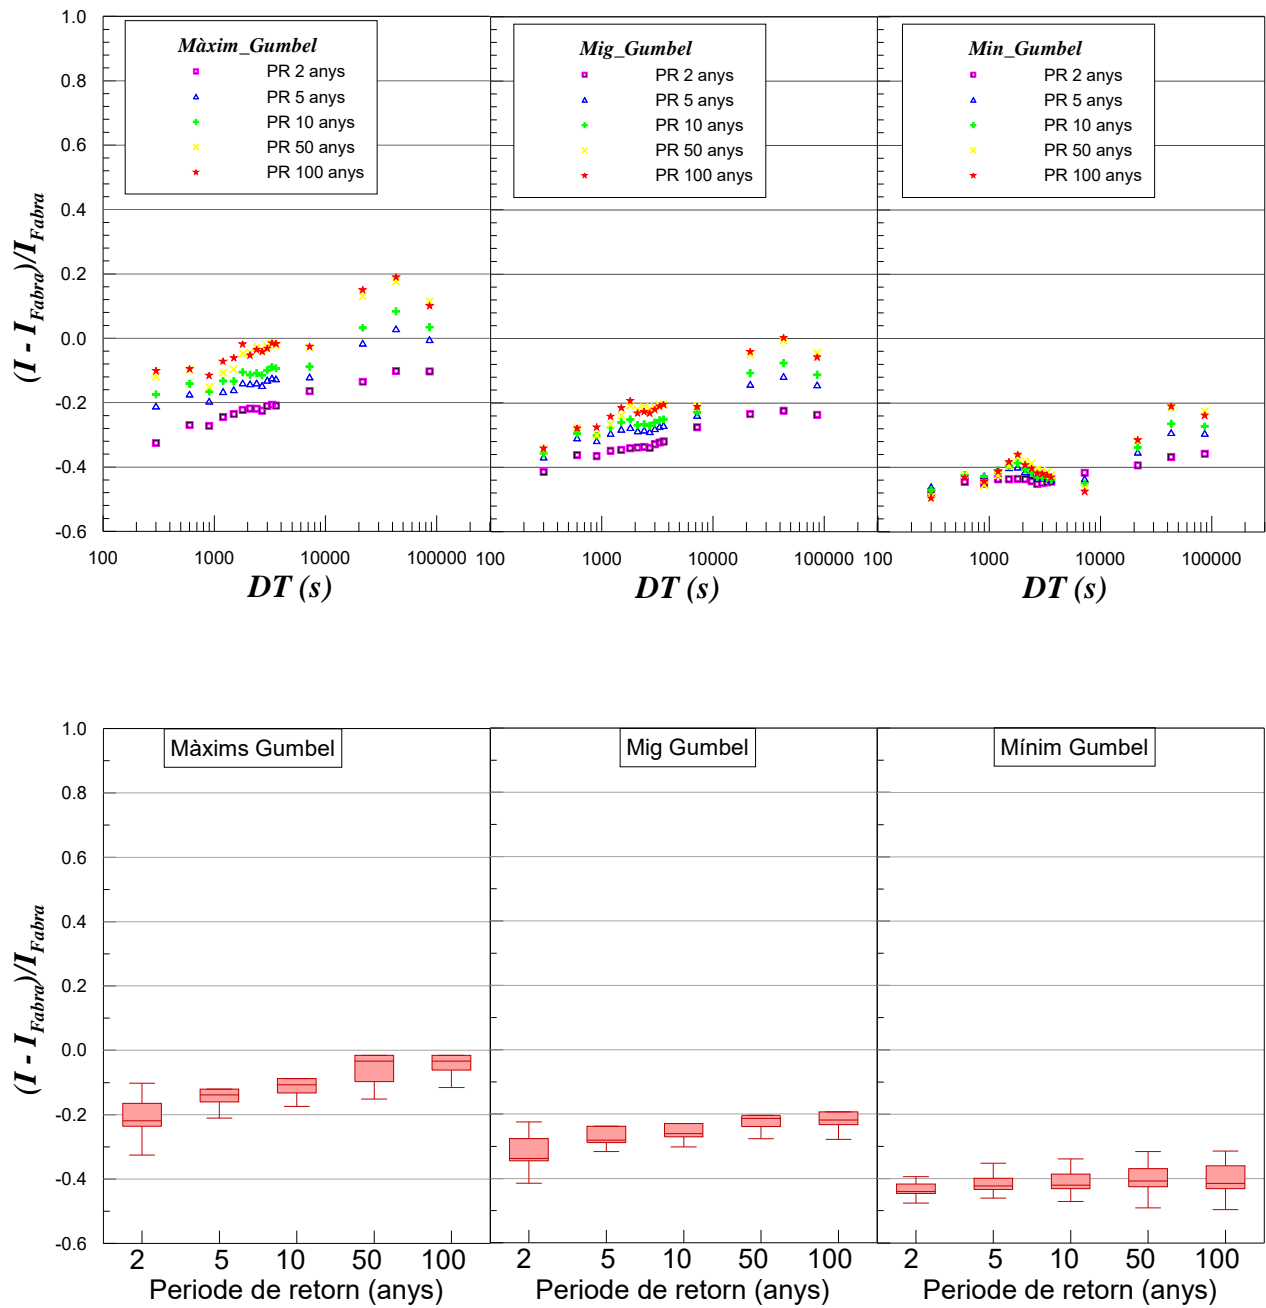 Màxim_Gumbel
PR 2 anys
PR 5 anys
PR 10 anys
PR 50 anys
PR 100 anys
Mig_Gumbel
PR 2 anys
PR 5 anys
PR 10 anys
PR 50 anys
PR 100 anys
Min_Gumbel
PR 2 anys
PR 5 anys
PR 10 anys
PR 50 anys
PR 100 anys
(I - I_Fabra)/I_Fabra
1.0
0.8
0.6
0.4
0.2
0.0
-0.2
-0.4
-0.6
100 1000 10000 100000
100 1000 10000 100000
100 1000 10000 100000
DT (s)
DT (s)
DT (s)
Màxims Gumbel
Mig Gumbel
Mínim Gumbel
(I - I_Fabra)/I_Fabra
1.0
0.8
0.6
0.4
0.2
0.0
-0.2
-0.4
-0.6
2 5 10 50 100
2 5 10 50 100
2 5 10 50 100
Periode de retorn (anys)
Periode de retorn (anys)
Periode de retorn (anys)